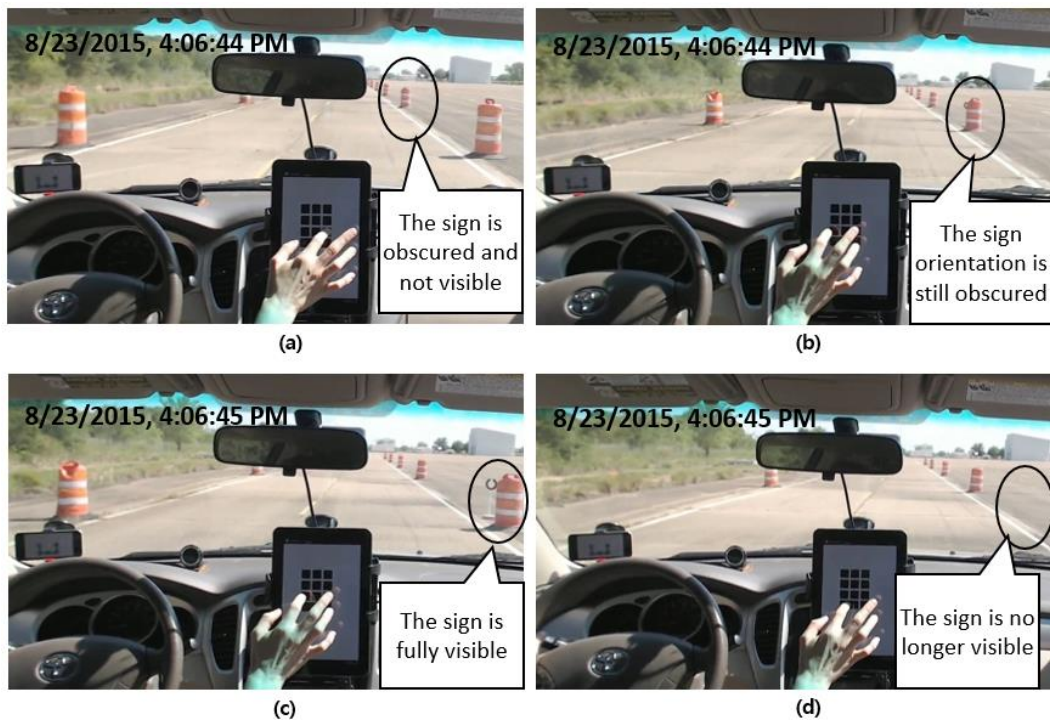 8/23/2015, 4:06:44 PM
The sign is
obscured and
not visible
(a)
8/23/2015, 4:06:44 PM
The sign
orientation is
still obscured
(b)
8/23/2015, 4:06:45 PM
The sign is
fully visible
(c)
8/23/2015, 4:06:45 PM
The sign is no
longer visible
(d)